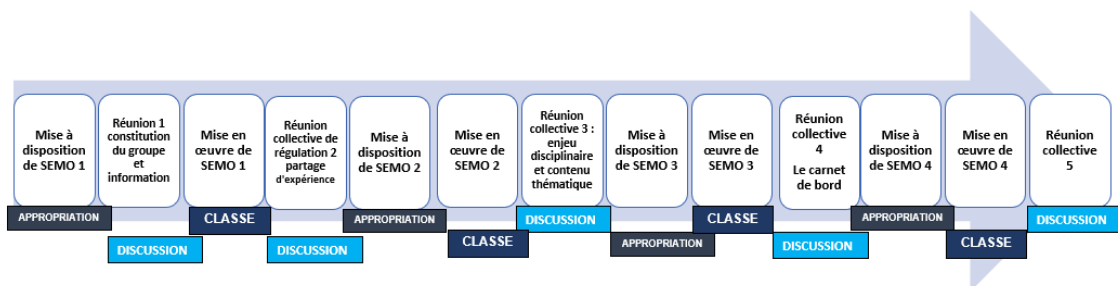 Mise à
disposition
de SEMO 1
APPROPRIATION
Réunion 1
constitution
du groupe
et
information
DISCUSSION
Mise en
œuvre de
SEMO 1
CLASSE
Réunion
collective de
régulation 2
partage
d'expérience
DISCUSSION
Mise à
disposition
de SEMO 2
APPROPRIATION
Mise en
œuvre de
SEMO 2
CLASSE
Réunion
collective 3 :
enjeu
disciplinaire
et contenu
thématique
DISCUSSION
Mise à
disposition
de SEMO 3
APPROPRIATION
Mise en
œuvre de
SEMO 3
CLASSE
Réunion
collective
4
Le carnet
de bord
DISCUSSION
Mise à
disposition
de SEMO 4
APPROPRIATION
Mise en
œuvre de
SEMO 4
CLASSE
Réunion
collective
5
DISCUSSION